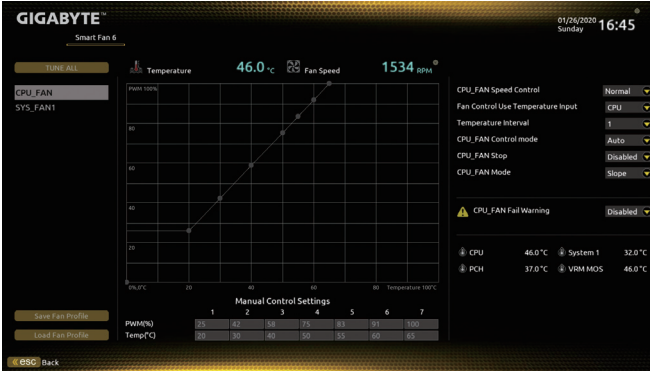 GIGABYTE™
01/26/2020 Sunday 16:45
Smart Fan 6
TUNE ALL
CPU_FAN
SYS_FAN1
Temperature 46.0 °C Fan Speed 1534 RPM
PWM 100%
80
60
40
20
0%,0°C 20 40 60 80 Temperature 100°C
CPU_FAN Speed Control Normal
Fan Control Use Temperature Input CPU
Temperature Interval 1
CPU_FAN Control mode Auto
CPU_FAN Stop Disabled
CPU_FAN Mode Slope
CPU_FAN Fail Warning Disabled
CPU 46.0°C System 1 32.0°C
PCH 37.0°C VRM MOS 46.0°C
Manual Control Settings
1 2 3 4 5 6 7
PWM(%) 25 42 58 75 83 91 100
Temp(°C) 20 30 40 50 55 60 65
Save Fan Profile
Load Fan Profile
esc Back